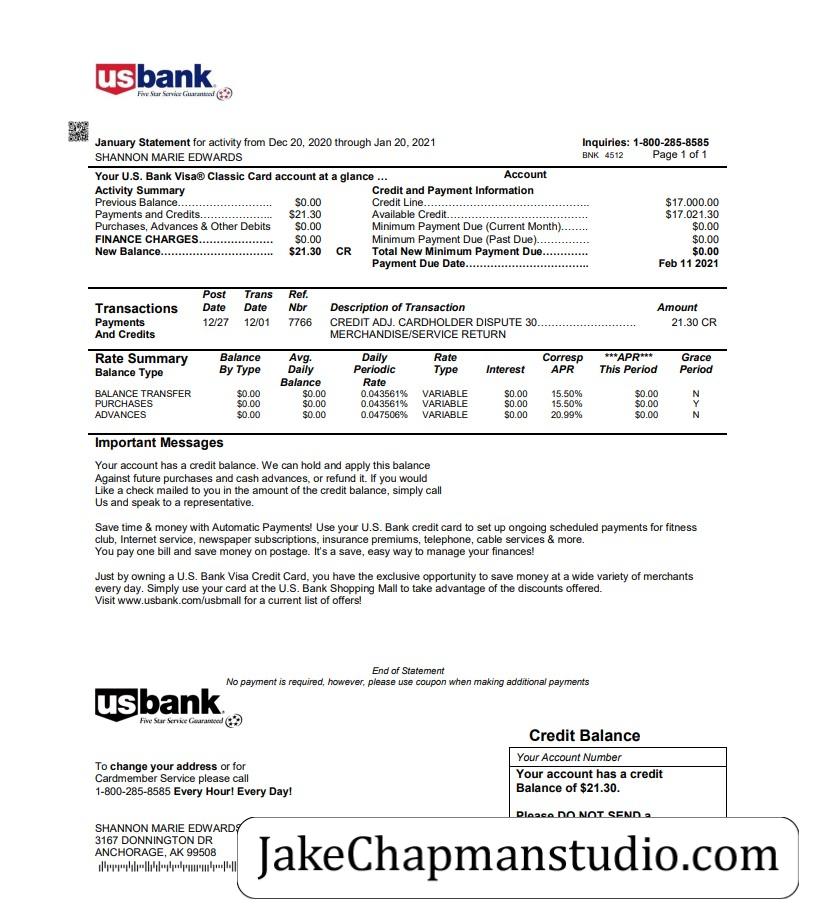 usbank
Five Star Service Guaranteed
January Statement for activity from Dec 20, 2020 through Jan 20, 2021 Inquiries: 1-800-285-8585
SHANNON MARIE EDWARDS BNK 4512 Page 1 of 1
Your U.S. Bank Visa® Classic Card account at a glance … Account
Activity Summary Credit and Payment Information
Previous Balance…………………… $0.00 Credit Line………………………………………….. $17.000.00
Payments and Credits……………... $21.30 Available Credit…………………………………….. $17.021.30
Purchases, Advances & Other Debits $0.00 Minimum Payment Due (Current Month)…….. $0.00
FINANCE CHARGES………………… $0.00 Minimum Payment Due (Past Due)…………… $0.00
New Balance……………………….. $21.30 CR Total New Minimum Payment Due…………. $0.00
Payment Due Date…………………………….. Feb 11 2021
Post Trans Ref.
Transactions Date Date Nbr Description of Transaction Amount
Payments 12/27 12/01 7766 CREDIT ADJ. CARDHOLDER DISPUTE 30…………………….. 21.30 CR
And Credits MERCHANDISE/SERVICE RETURN
Rate Summary Balance Avg. Daily Rate Corresp ***APR*** Grace
Balance Type By Type Daily Periodic Type Interest APR This Period Period
Balance Rate
BALANCE TRANSFER $0.00 $0.00 0.043561% VARIABLE $0.00 15.50% $0.00 N
PURCHASES $0.00 $0.00 0.043561% VARIABLE $0.00 15.50% $0.00 Y
ADVANCES $0.00 $0.00 0.047506% VARIABLE $0.00 20.99% $0.00 N
Important Messages
Your account has a credit balance. We can hold and apply this balance
Against future purchases and cash advances, or refund it. If you would
Like a check mailed to you in the amount of the credit balance, simply call
Us and speak to a representative.
Save time & money with Automatic Payments! Use your U.S. Bank credit card to set up ongoing scheduled payments for fitness
club, Internet service, newspaper subscriptions, insurance premiums, telephone, cable services & more.
You pay one bill and save money on postage. It's a save, easy way to manage your finances!
Just by owning a U.S. Bank Visa Credit Card, you have the exclusive opportunity to save money at a wide variety of merchants
every day. Simply use your card at the U.S. Bank Shopping Mall to take advantage of the discounts offered.
Visit www.usbank.com/usbmall for a current list of offers!
End of Statement
No payment is required, however, please use coupon when making additional payments
usbank
Five Star Service Guaranteed
Credit Balance
Your Account Number
To change your address or for
Cardmember Service please call
1-800-285-8585 Every Hour! Every Day!
Your account has a credit
Balance of $21.30.
Please DO NOT SEND a
SHANNON MARIE EDWARDS
3167 DONNINGTON DR
ANCHORAGE, AK 99508
JakeChapmanstudio.com